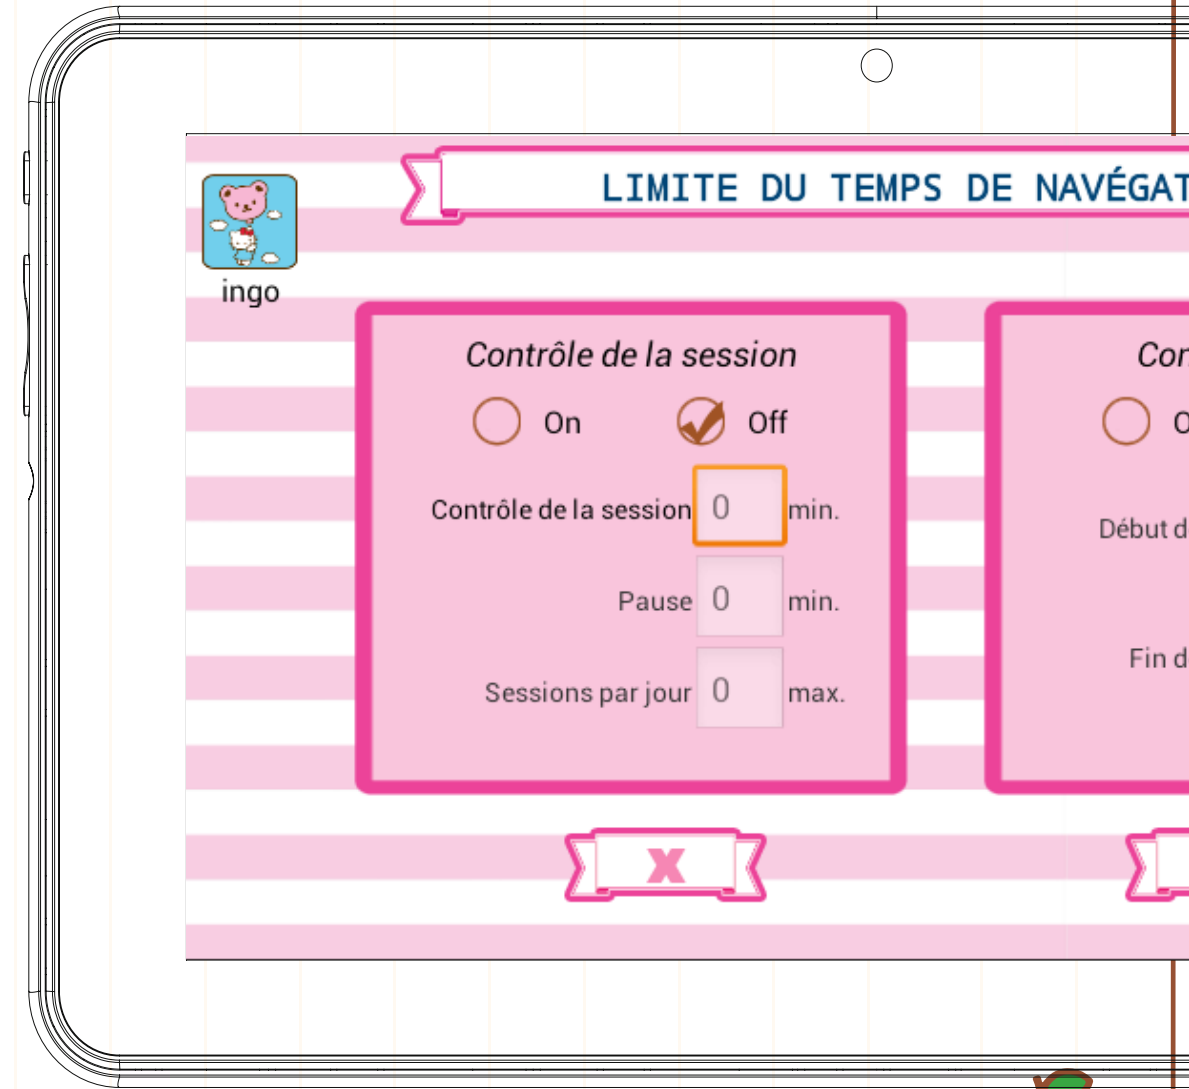 LIMITE DU TEMPS DE NAVÉGAT
ingo
Contrôle de la session
On
Off
Contrôle de la session 0 min.
Pause 0 min.
Sessions par jour 0 max.
X
Con
O
Début d
Fin d